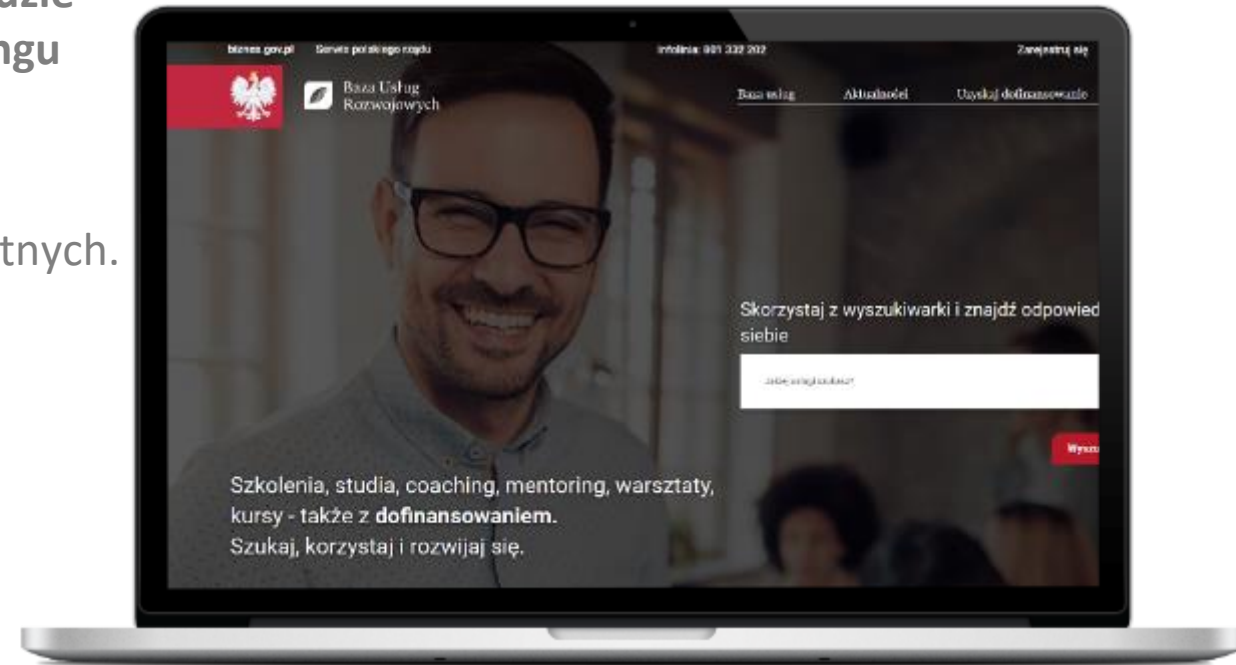 dzie
ngu
tnych.
biznes.gov.pl Serwis polskiego rządu Infolinia: 801 332 202 Zarejestruj się
Baza Usług
Rozwojowych
Baza usług Aktualności Uzyskaj dofinansowanie
Skorzystaj z wyszukiwarki i znajdź odpowied
siebie
Wyszu
Szkolenia, studia, coaching, mentoring, warsztaty,
kursy - także z dofinansowaniem.
Szukaj, korzystaj i rozwijaj się.